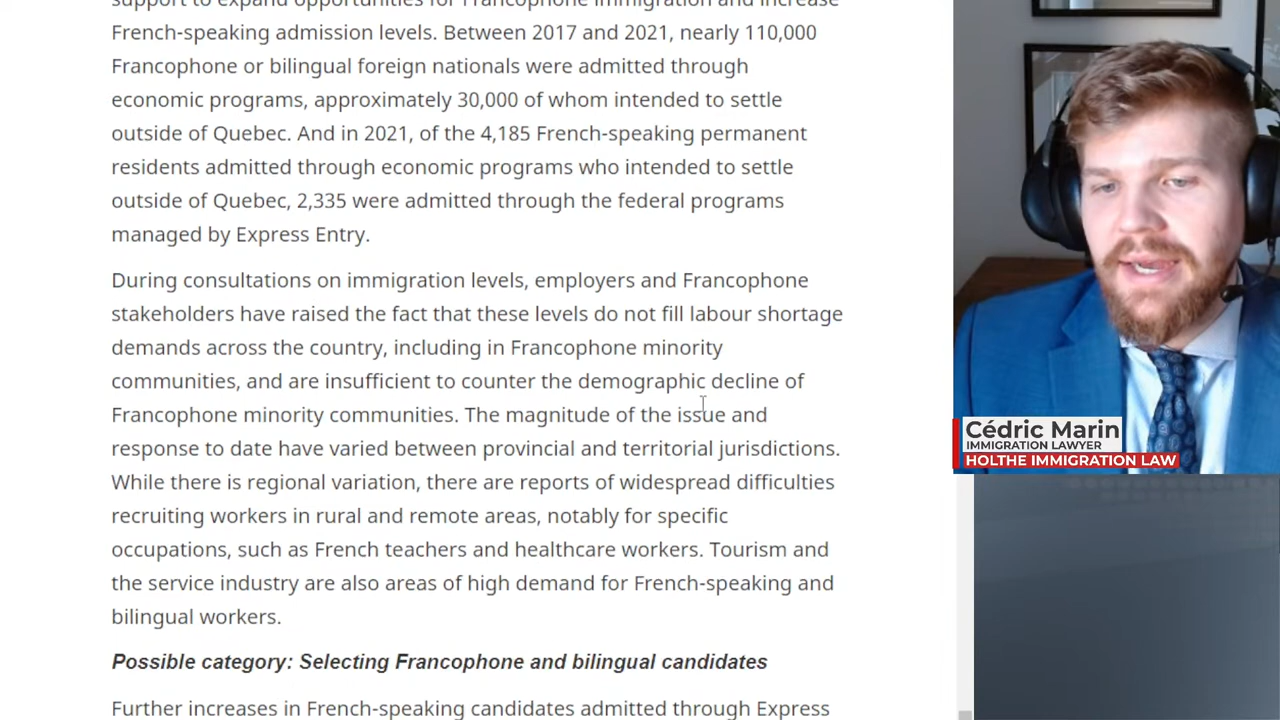 support to expand opportunities for Francophone immigration and increase
French-speaking admission levels. Between 2017 and 2021, nearly 110,000
Francophone or bilingual foreign nationals were admitted through
economic programs, approximately 30,000 of whom intended to settle
outside of Quebec. And in 2021, of the 4,185 French-speaking permanent
residents admitted through economic programs who intended to settle
outside of Quebec, 2,335 were admitted through the federal programs
managed by Express Entry.
During consultations on immigration levels, employers and Francophone
stakeholders have raised the fact that these levels do not fill labour shortage
demands across the country, including in Francophone minority
communities, and are insufficient to counter the demographic decline of
Francophone minority communities. The magnitude of the issue and
response to date have varied between provincial and territorial jurisdictions.
While there is regional variation, there are reports of widespread difficulties
recruiting workers in rural and remote areas, notably for specific
occupations, such as French teachers and healthcare workers. Tourism and
the service industry are also areas of high demand for French-speaking and
bilingual workers.
Possible category: Selecting Francophone and bilingual candidates
Further increases in French-speaking candidates admitted through Express
Cédric Marin
IMMIGRATION LAWYER
HOLTHE IMMIGRATION LAW